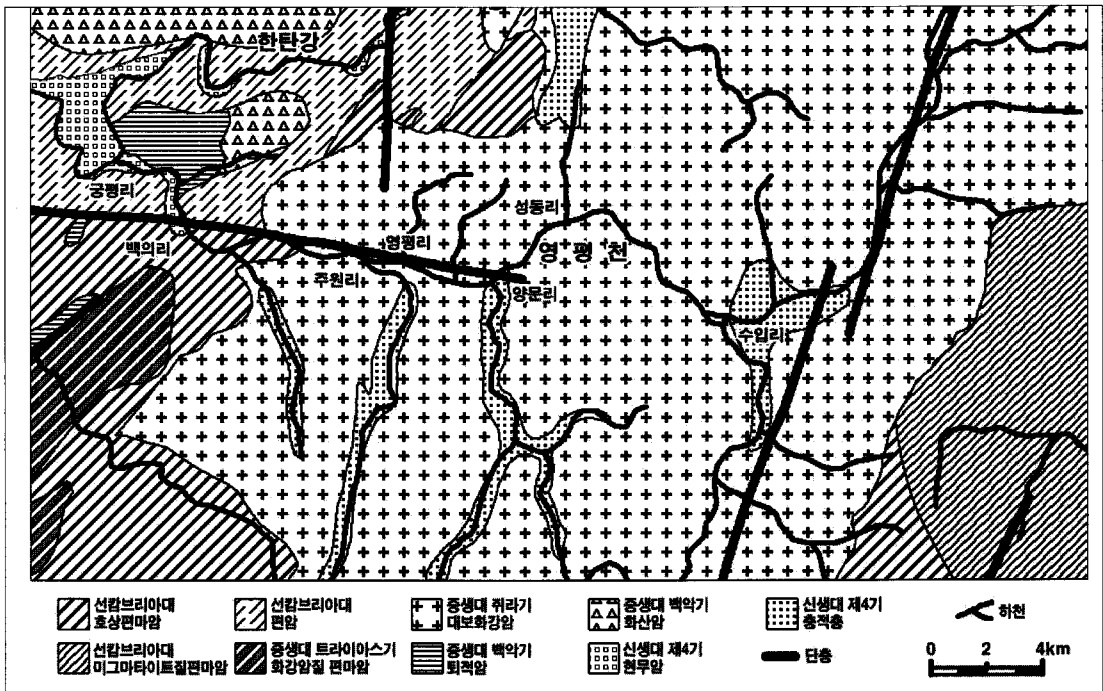 한탄강
궁평리
성동리
영평리
영평천
백의리
주원리
양문리
수입리
선캄브리아대
호상편마암
선캄브리아대
편암
중생대 쥐라기
대보화강암
중생대 백악기
화산암
신생대 제4기
충적층
하천
선캄브리아대
미그마타이트질편마암
중생대 트라이아스기
화강암질 편마암
중생대 백악기
퇴적암
신생대 제4기
현무암
단층
0 2 4km